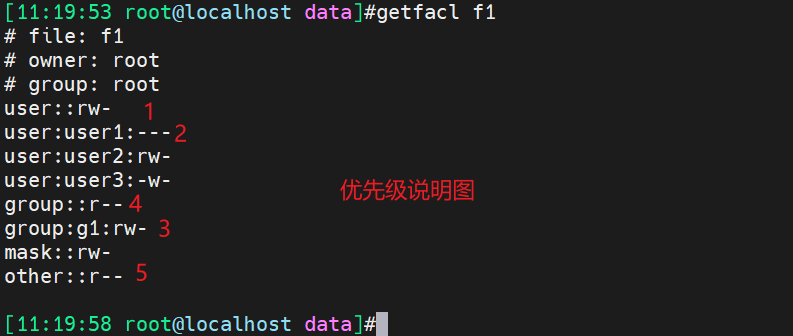 [11:19:53 root@localhost data]#getfacl f1
# file: f1
# owner: root
# group: root
user::rw- 1
user:user1:--- 2
user:user2:rw-
user:user3:-w-
优先级说明图
group::r-- 4
group:g1:rw- 3
mask::rw-
other::r-- 5
[11:19:58 root@localhost data]#